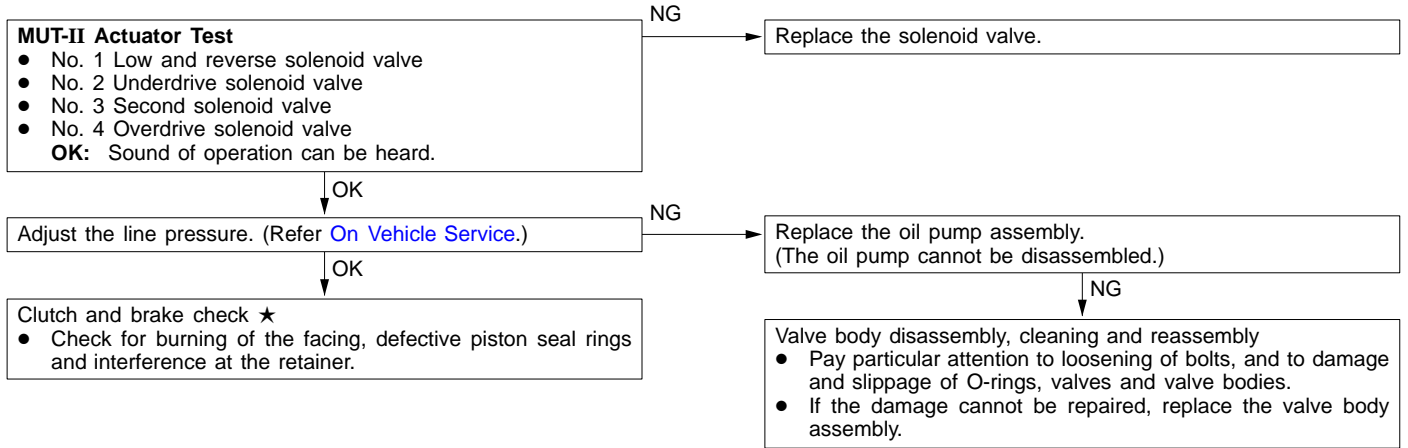 MUT-II Actuator Test
● No. 1 Low and reverse solenoid valve
● No. 2 Underdrive solenoid valve
● No. 3 Second solenoid valve
● No. 4 Overdrive solenoid valve
OK: Sound of operation can be heard.
NG
Replace the solenoid valve.
OK
Adjust the line pressure. (Refer On Vehicle Service.)
NG
Replace the oil pump assembly.
(The oil pump cannot be disassembled.)
OK
Clutch and brake check ★
● Check for burning of the facing, defective piston seal rings
and interference at the retainer.
NG
Valve body disassembly, cleaning and reassembly
● Pay particular attention to loosening of bolts, and to damage
and slippage of O-rings, valves and valve bodies.
● If the damage cannot be repaired, replace the valve body
assembly.